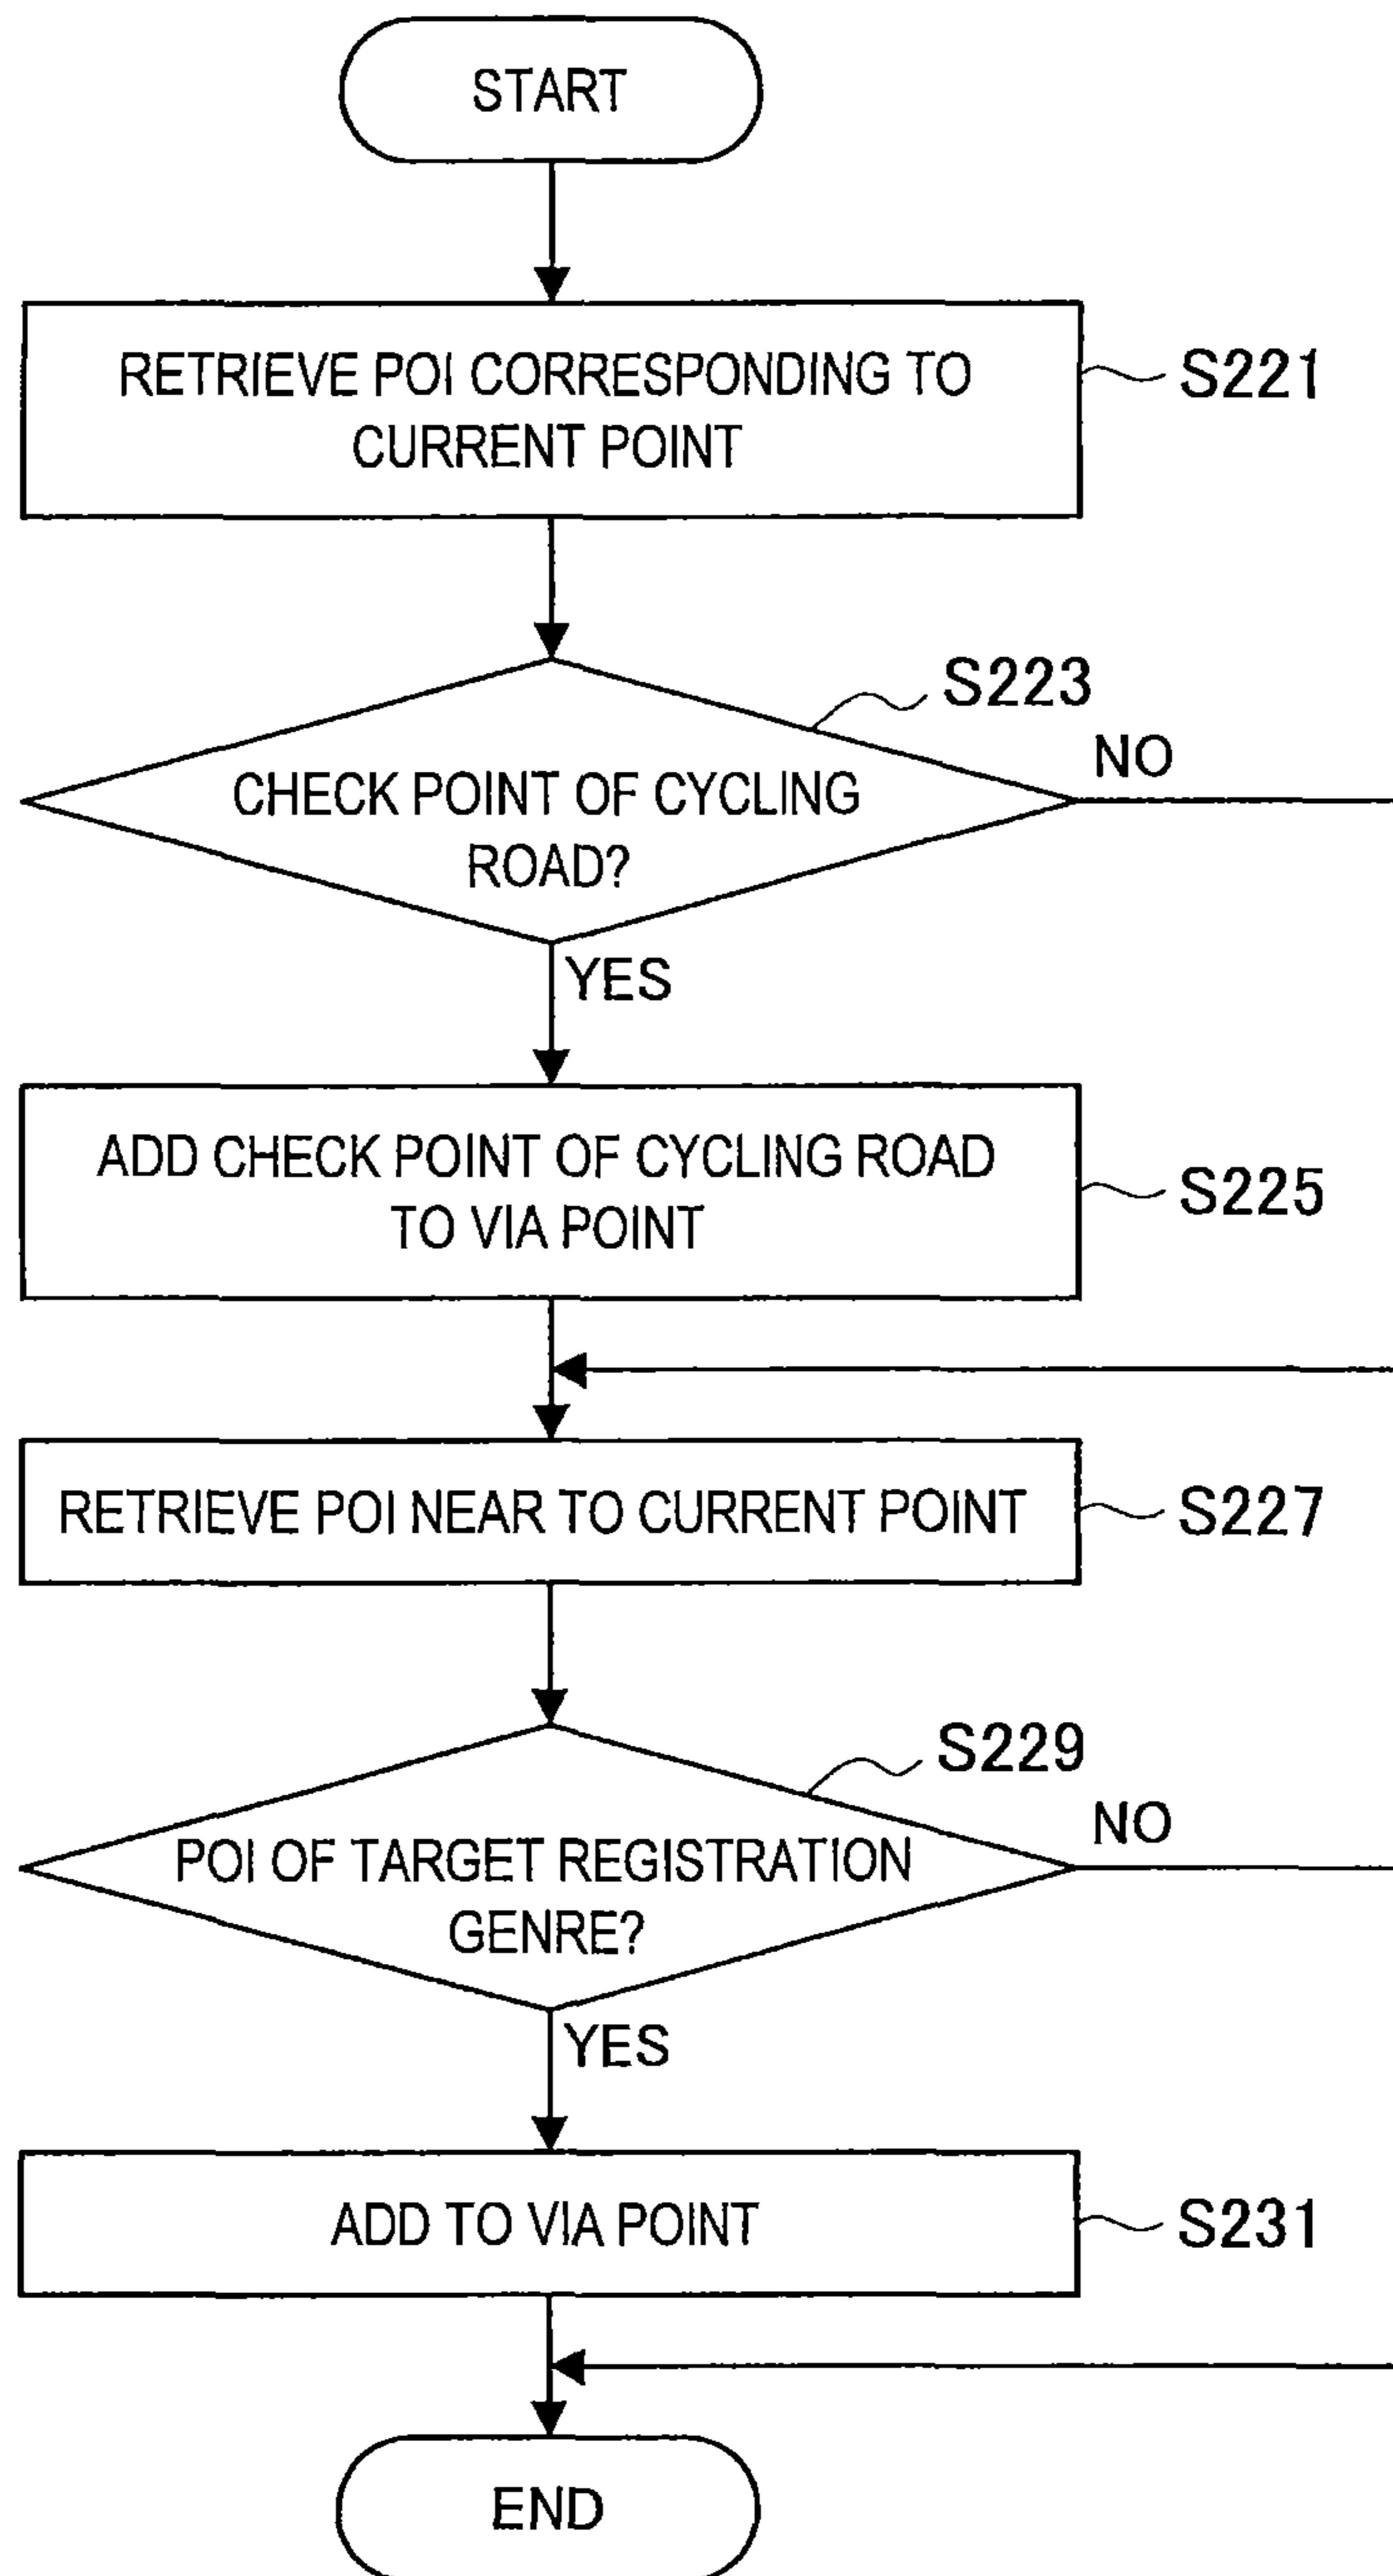 START
RETRIEVE POI CORRESPONDING TO
CURRENT POINT
S221
S223
NO
CHECK POINT OF CYCLING
ROAD?
YES
ADD CHECK POINT OF CYCLING ROAD
TO VIA POINT
S225
RETRIEVE POI NEAR TO CURRENT POINT
S227
S229
NO
POI OF TARGET REGISTRATION
GENRE?
YES
ADD TO VIA POINT
S231
END